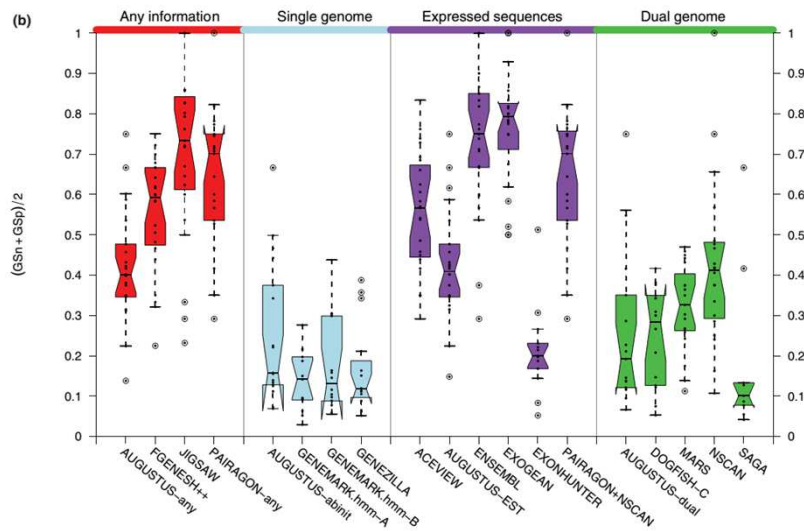 (b)
Any information
Single genome
Expressed sequences
Dual genome
(GSn+GSp)/2
1
0.9
0.8
0.7
0.6
0.5
0.4
0.3
0.2
0.1
0
1
0.9
0.8
0.7
0.6
0.5
0.4
0.3
0.2
0.1
0
AUGUSTUS-any
FGENESH++
JIGSAW
PAIRAGON-any
AUGUSTUS-abinit
GENEMARK.hmm-A
GENEMARK.hmm-B
GENEZILLA
ACEVIEW
AUGUSTUS-EST
ENSEMBL
EXOGEAN
EXONHUNTER
PAIRAGON+NSCAN
AUGUSTUS-dual
DOGFISH-C
MARS
NSCAN
SAGA